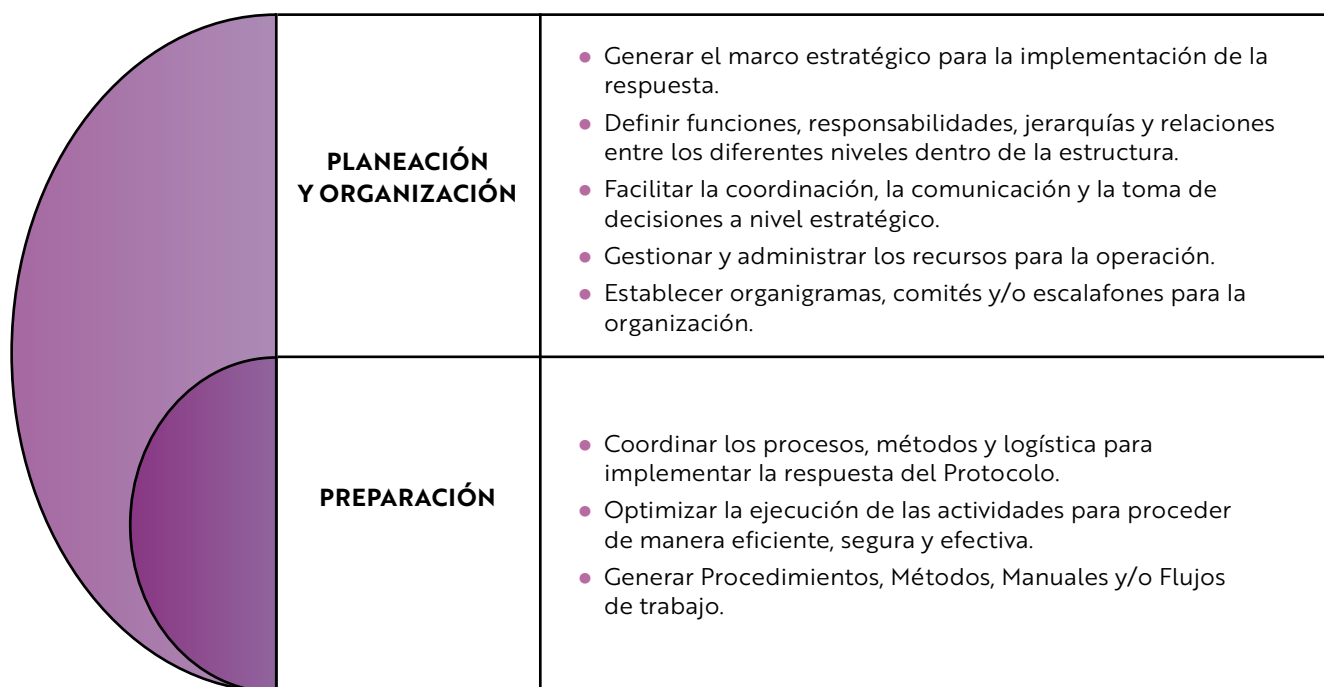 PLANEACIÓN
Y ORGANIZACIÓN
● Generar el marco estratégico para la implementación de la
respuesta.
● Definir funciones, responsabilidades, jerarquías y relaciones
entre los diferentes niveles dentro de la estructura.
● Facilitar la coordinación, la comunicación y la toma de
decisiones a nivel estratégico.
● Gestionar y administrar los recursos para la operación.
● Establecer organigramas, comités y/o escalafones para la
organización.
PREPARACIÓN
● Coordinar los procesos, métodos y logística para
implementar la respuesta del Protocolo.
● Optimizar la ejecución de las actividades para proceder
de manera eficiente, segura y efectiva.
● Generar Procedimientos, Métodos, Manuales y/o Flujos
de trabajo.